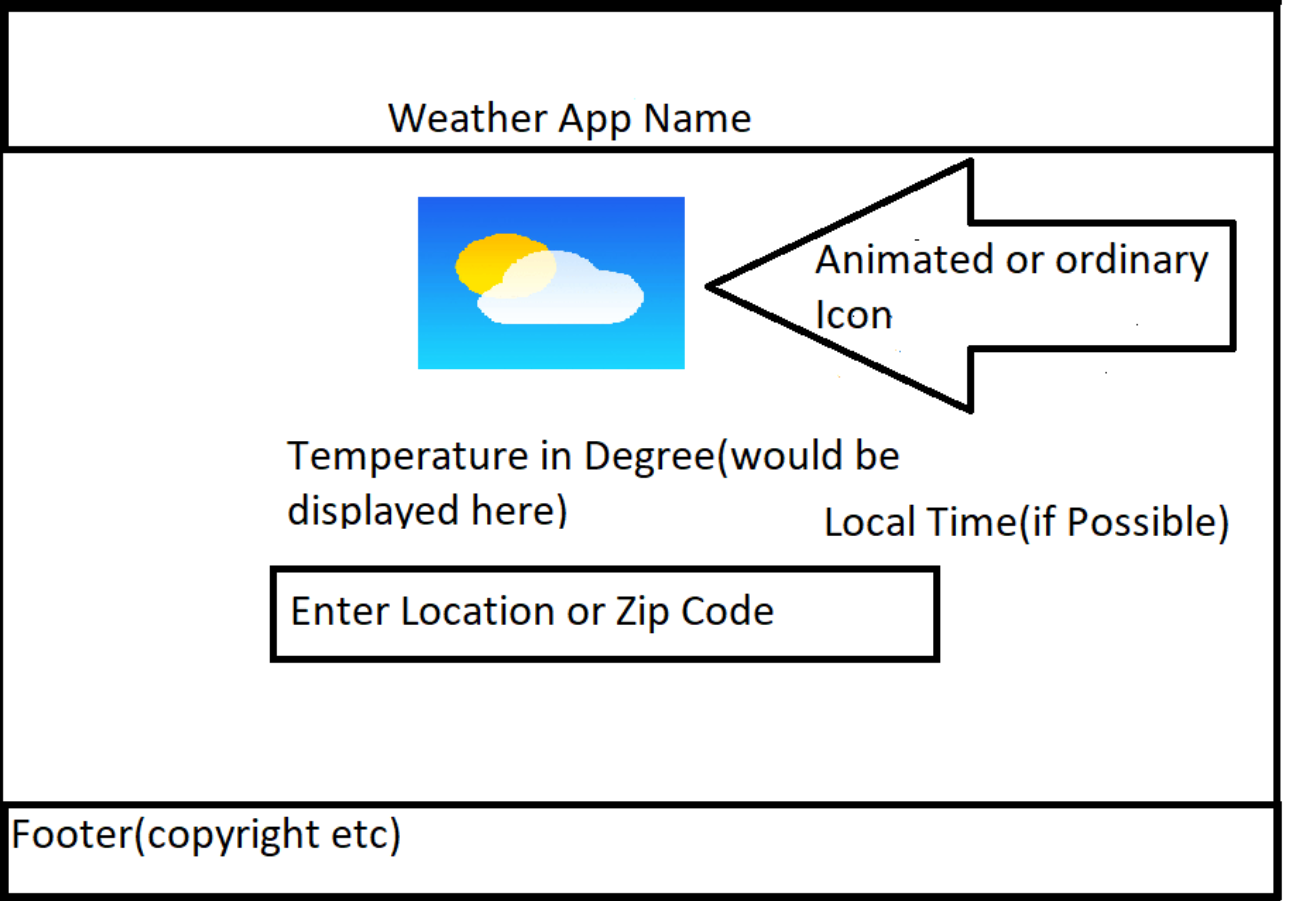 Weather App Name
Animated or ordinary
Icon
Temperature in Degree(would be
displayed here)
Local Time(if Possible)
Enter Location or Zip Code
Footer(copyright etc)